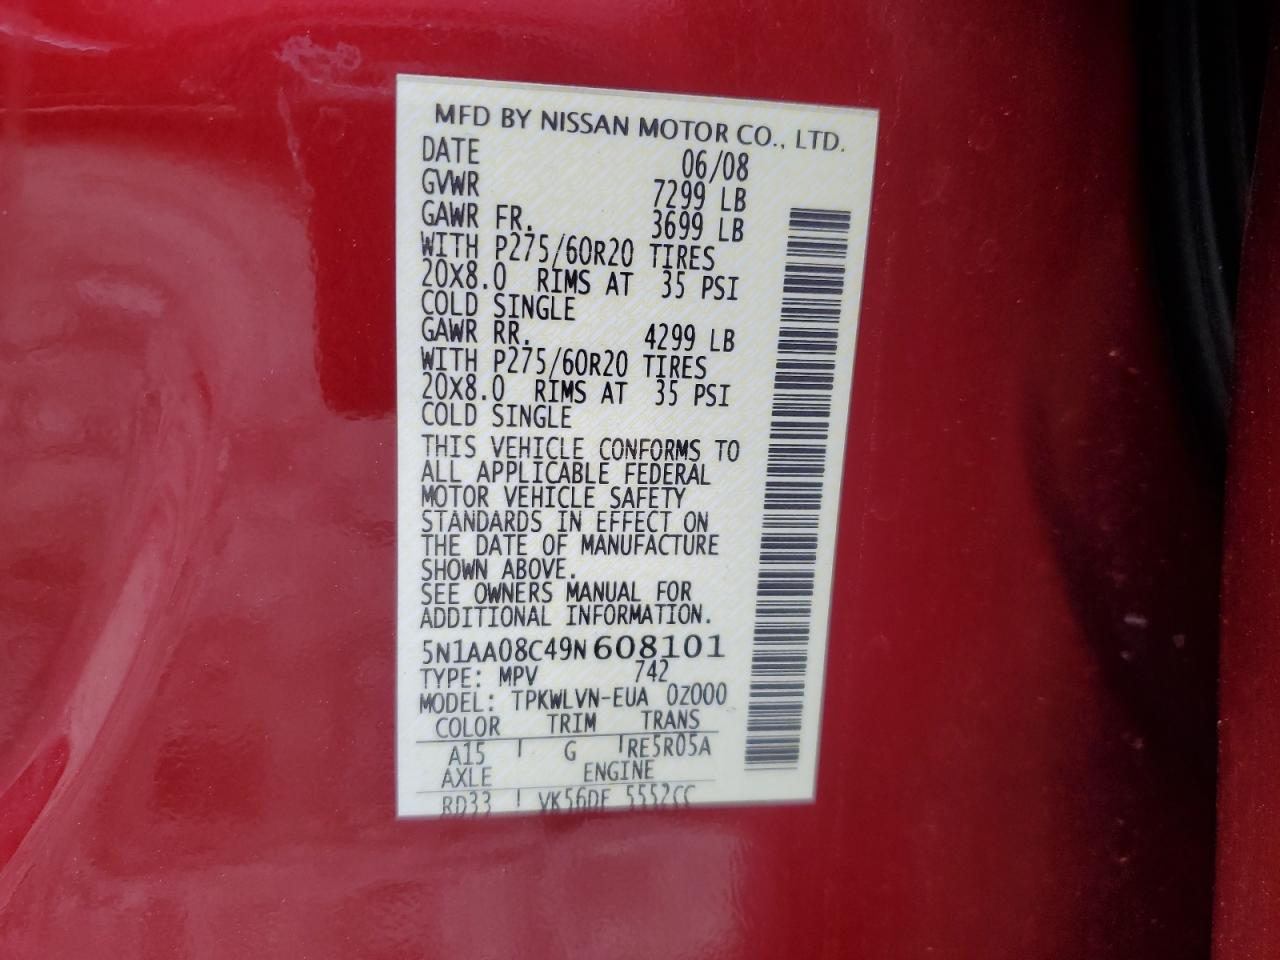 MFD BY NISSAN MOTOR CO., LTD.
DATE 06/08
GVWR 7299 LB
GAWR FR. 3699 LB
WITH P275/60R20 TIRES
20X8.0 RIMS AT 35 PSI
COLD SINGLE
GAWR RR. 4299 LB
WITH P275/60R20 TIRES
20X8.0 RIMS AT 35 PSI
COLD SINGLE
THIS VEHICLE CONFORMS TO
ALL APPLICABLE FEDERAL
MOTOR VEHICLE SAFETY
STANDARDS IN EFFECT ON
THE DATE OF MANUFACTURE
SHOWN ABOVE.
SEE OWNERS MANUAL FOR
ADDITIONAL INFORMATION.
5N1AA08C49N608101
TYPE: MPV 742
MODEL: TPKWLVN-EUA 0Z000
COLOR TRIM TRANS
A15 G RE5R05A
AXLE ENGINE
RD33 VK56DE 5552CC